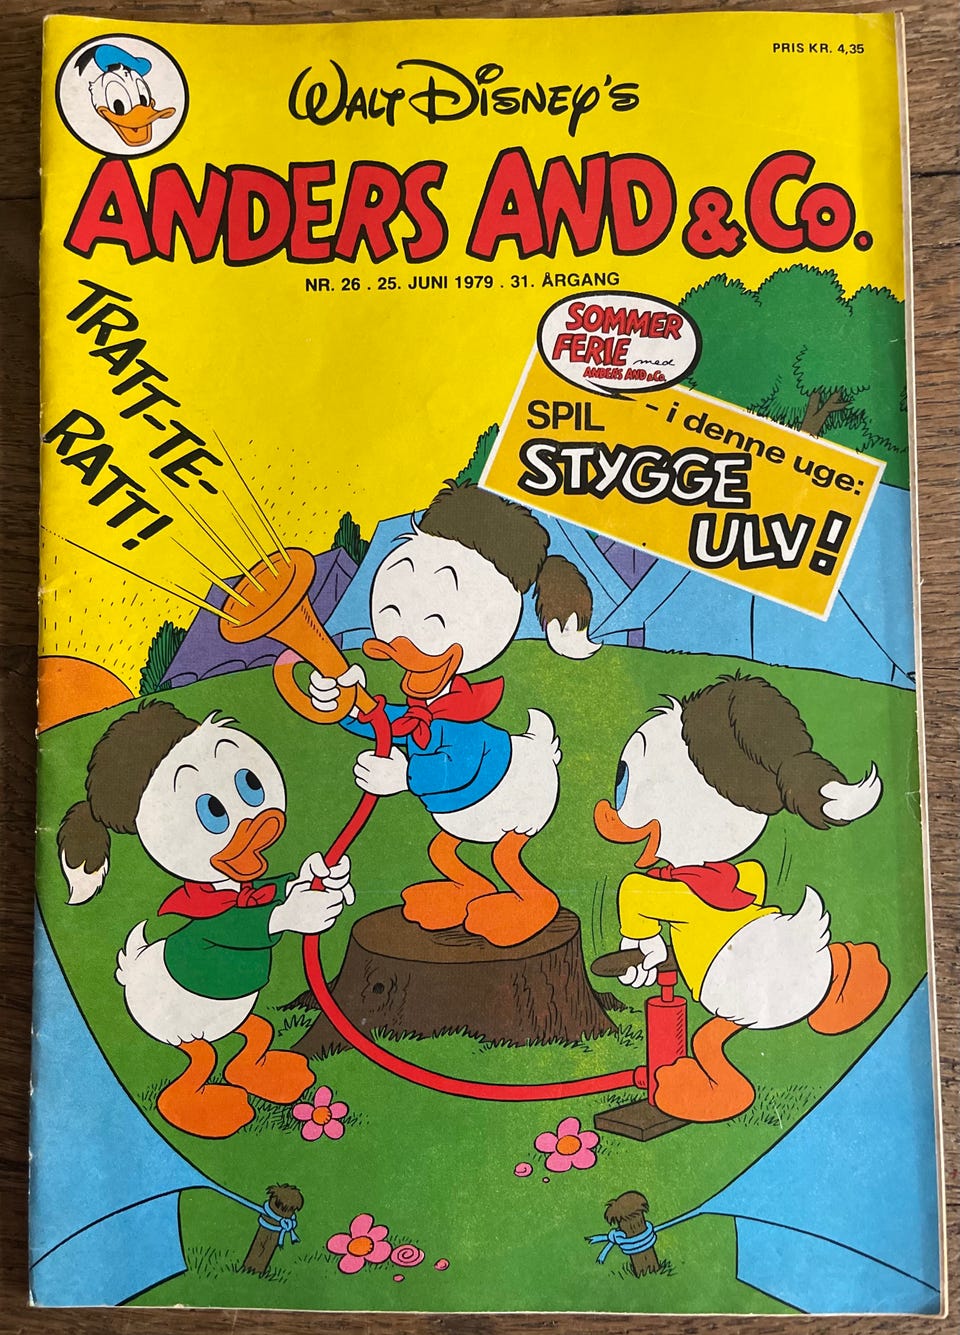 PRIS KR. 4,35
WALT DISNEY'S
ANDERS AND & Co.
NR. 26 . 25. JUNI 1979 . 31. ÅRGANG
TRAT-TE-
RATT!
SOMMER
FERIE med
ANDERS AND & Co.
- i denne uge:
SPIL
STYGGE
ULV!